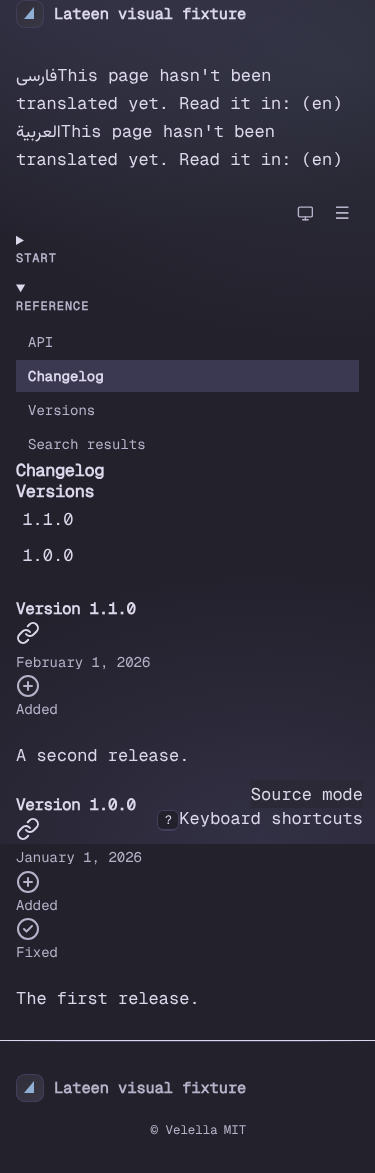 Lateen visual fixture
فارسیThis page hasn't been
translated yet. Read it in: (en)
العربيةThis page hasn't been
translated yet. Read it in: (en)
START
REFERENCE
API
Changelog
Versions
Search results
Changelog
Versions
1.1.0
1.0.0
Version 1.1.0
February 1, 2026
Added
A second release.
Source mode
Version 1.0.0
? Keyboard shortcuts
January 1, 2026
Added
Fixed
The first release.
Lateen visual fixture
© Velella MIT